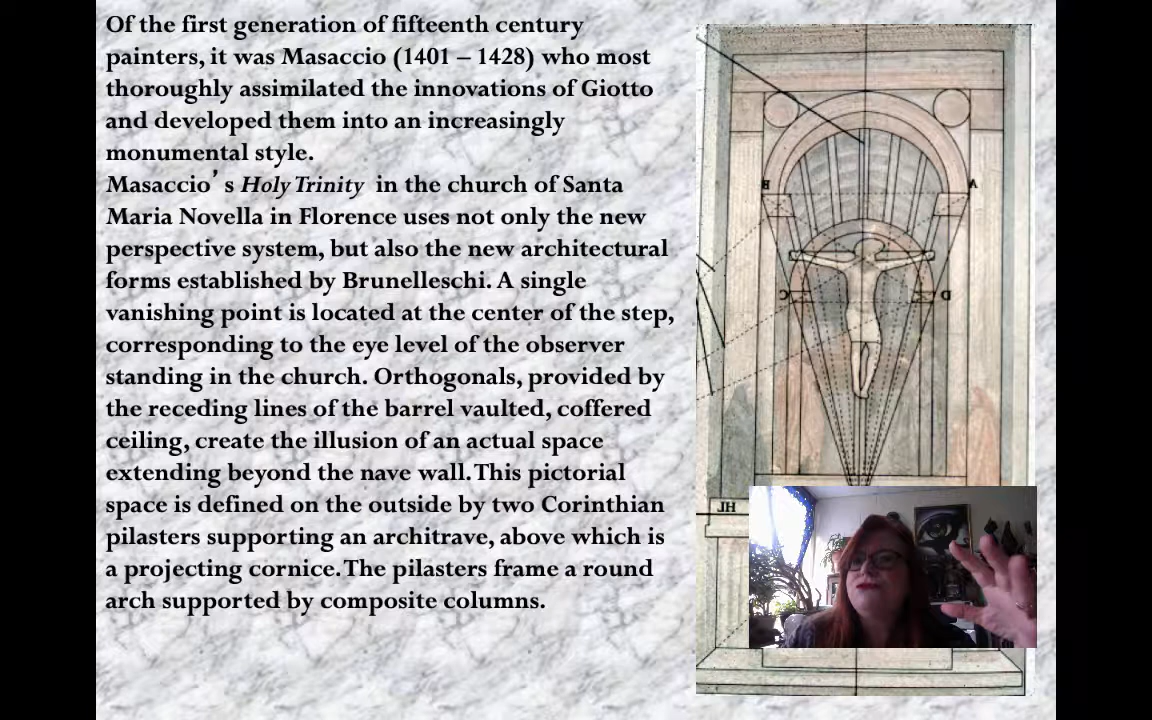 Of the first generation of fifteenth century
painters, it was Masaccio (1401 – 1428) who most
thoroughly assimilated the innovations of Giotto
and developed them into an increasingly
monumental style.
Masaccio’s Holy Trinity in the church of Santa
Maria Novella in Florence uses not only the new
perspective system, but also the new architectural
forms established by Brunelleschi. A single
vanishing point is located at the center of the step,
corresponding to the eye level of the observer
standing in the church. Orthogonals, provided by
the receding lines of the barrel vaulted, coffered
ceiling, create the illusion of an actual space
extending beyond the nave wall. This pictorial
space is defined on the outside by two Corinthian
pilasters supporting an architrave, above which is
a projecting cornice. The pilasters frame a round
arch supported by composite columns.
B
A
C
D